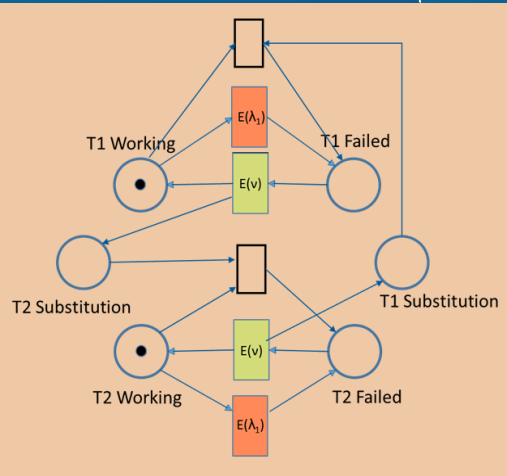 E(λ₁)
T1 Working
T1 Failed
E(ν)
T2 Substitution
T1 Substitution
E(ν)
T2 Working
T2 Failed
E(λ₁)